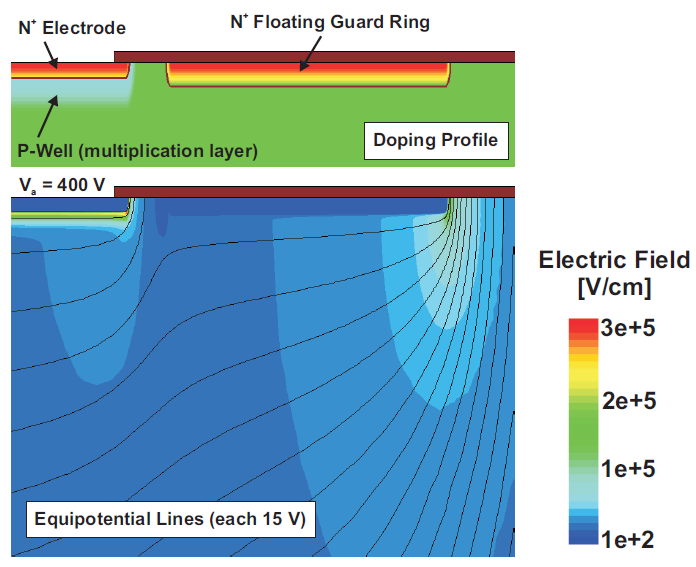 N⁺ Electrode
N⁺ Floating Guard Ring
P-Well (multiplication layer)
Doping Profile
Vₐ = 400 V
Electric Field
[V/cm]
3e+5
2e+5
1e+5
1e+2
Equipotential Lines (each 15 V)